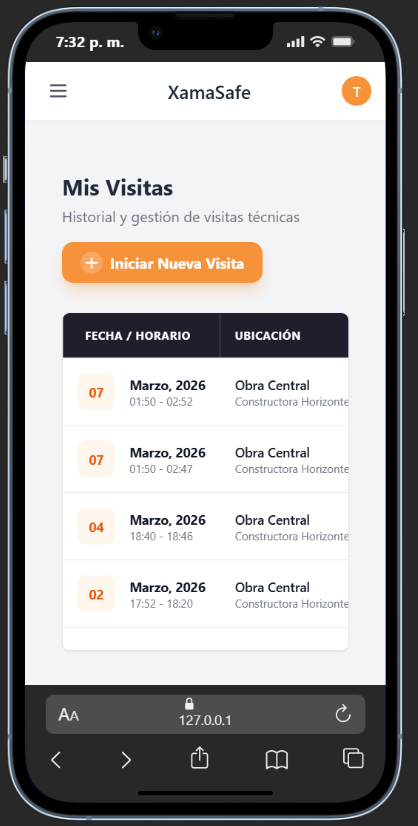 7:32 p. m.
XamaSafe
T
Mis Visitas
Historial y gestión de visitas técnicas
+ Iniciar Nueva Visita
FECHA / HORARIO UBICACIÓN
07 Marzo, 2026 Obra Central
01:50 - 02:52 Constructora Horizonte
07 Marzo, 2026 Obra Central
01:50 - 02:47 Constructora Horizonte
04 Marzo, 2026 Obra Central
18:40 - 18:46 Constructora Horizonte
02 Marzo, 2026 Obra Central
17:52 - 18:20 Constructora Horizonte
AA 127.0.0.1